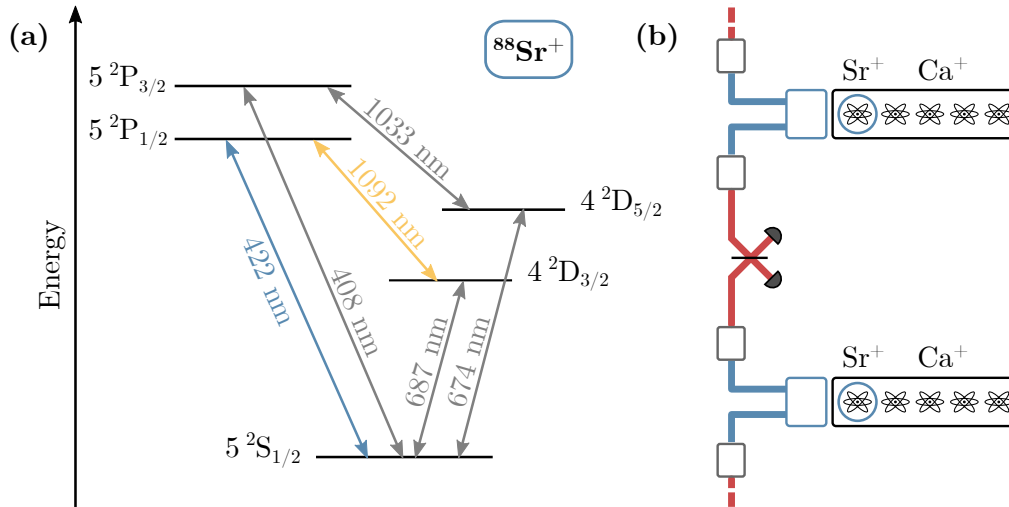 (a)
⁸⁸Sr⁺
5 ²P₃/₂
5 ²P₁/₂
1033 nm
1092 nm
4 ²D₅/₂
4 ²D₃/₂
422 nm
408 nm
687 nm
674 nm
5 ²S₁/₂
Energy
(b)
Sr⁺ Ca⁺
Sr⁺ Ca⁺